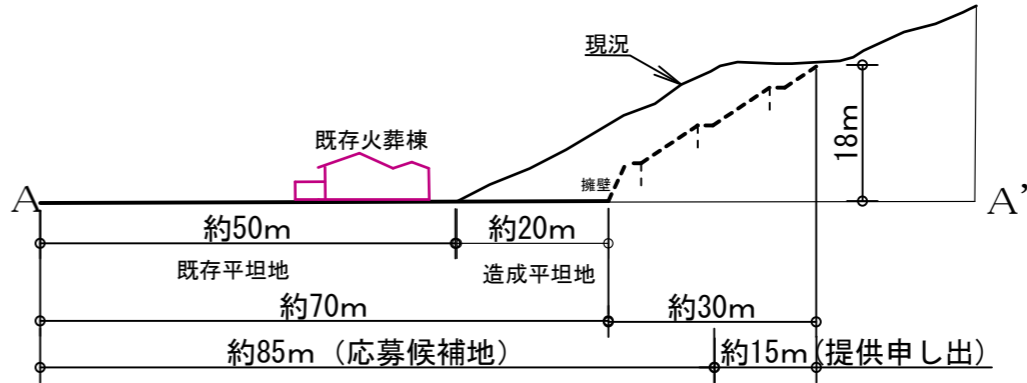 現況
既存火葬棟
18m
擁壁
A
A’
約50m
約20m
既存平坦地
造成平坦地
約70m
約30m
約85m（応募候補地）
約15m(提供申し出)